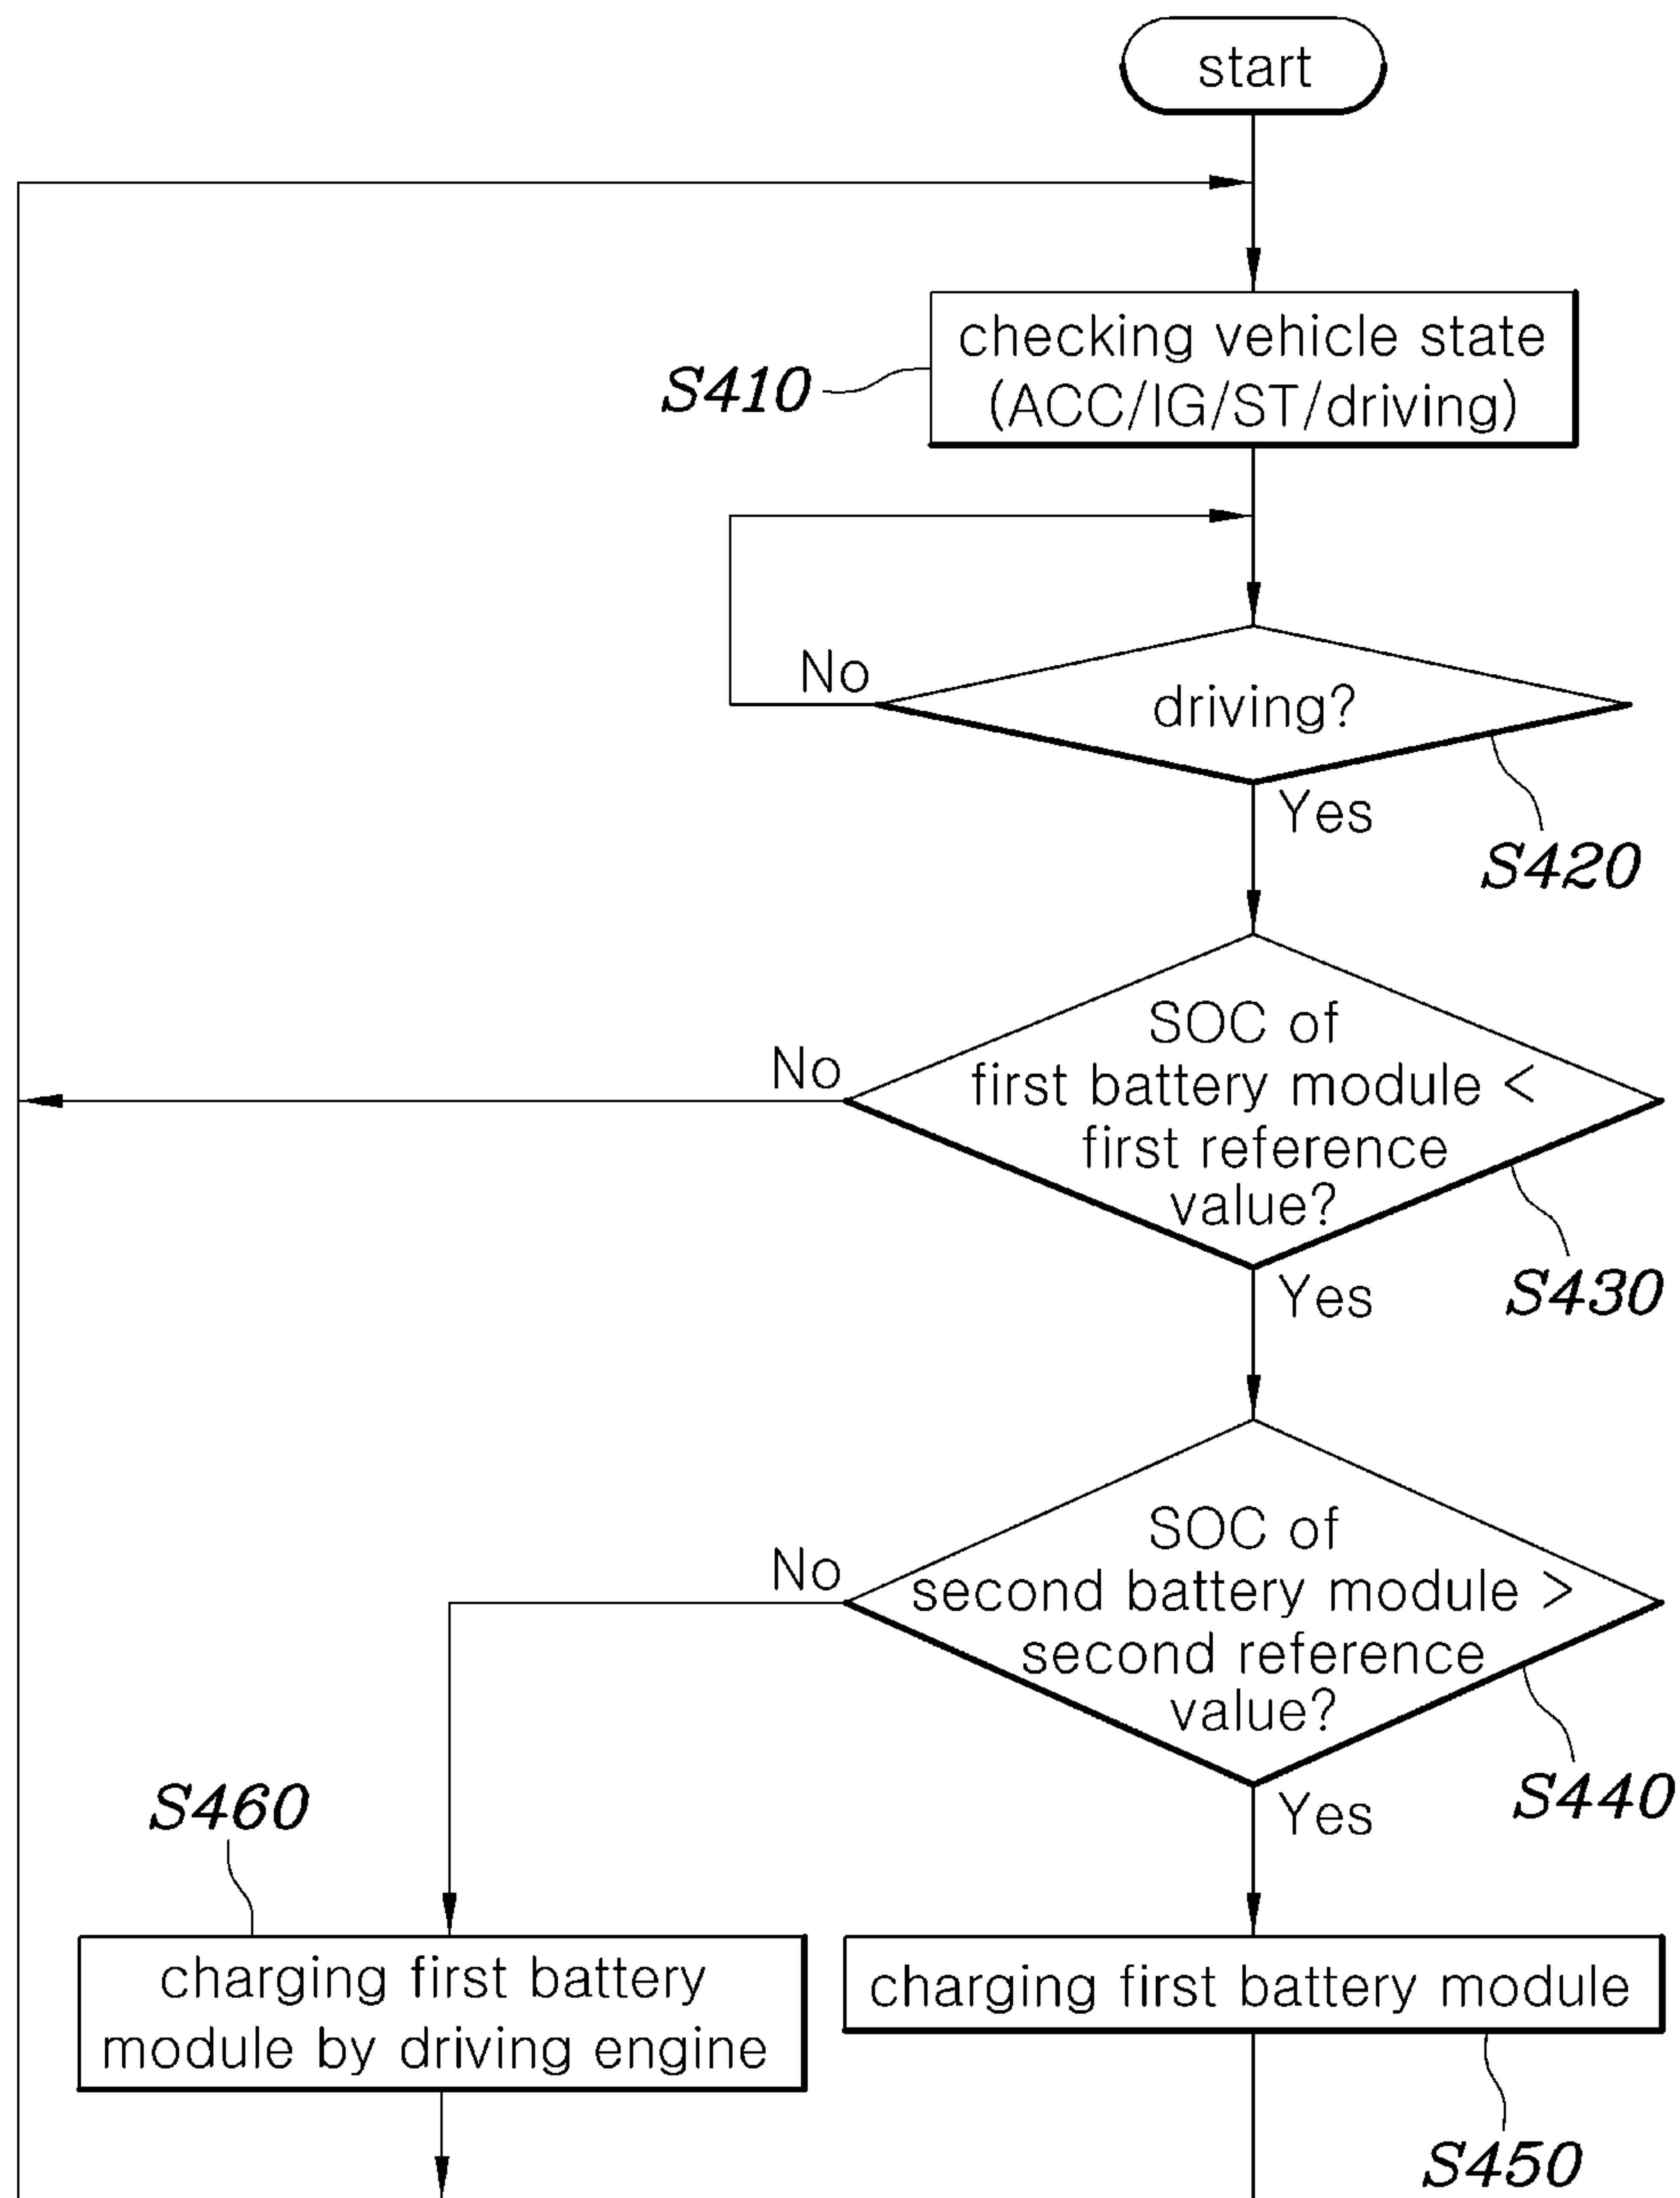 start
checking vehicle state
(ACC/IG/ST/driving)
S410
No
driving?
Yes
S420
SOC of
No
first battery module <
first reference
value?
Yes
S430
SOC of
No
second battery module >
second reference
value?
Yes
S440
S460
charging first battery
module by driving engine
charging first battery module
S450